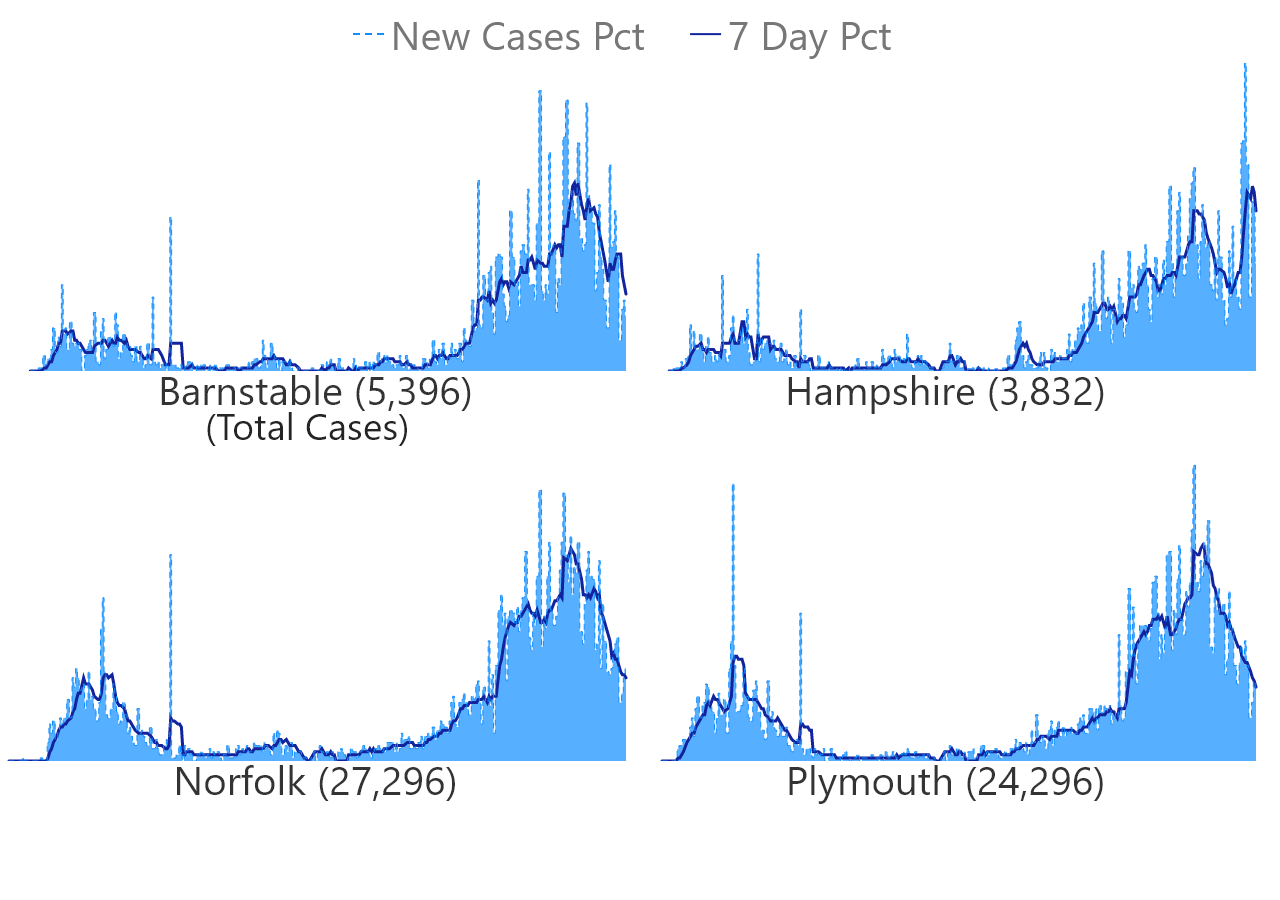 New Cases Pct 7 Day Pct
Barnstable (5,396)
(Total Cases)
Hampshire (3,832)
Norfolk (27,296)
Plymouth (24,296)